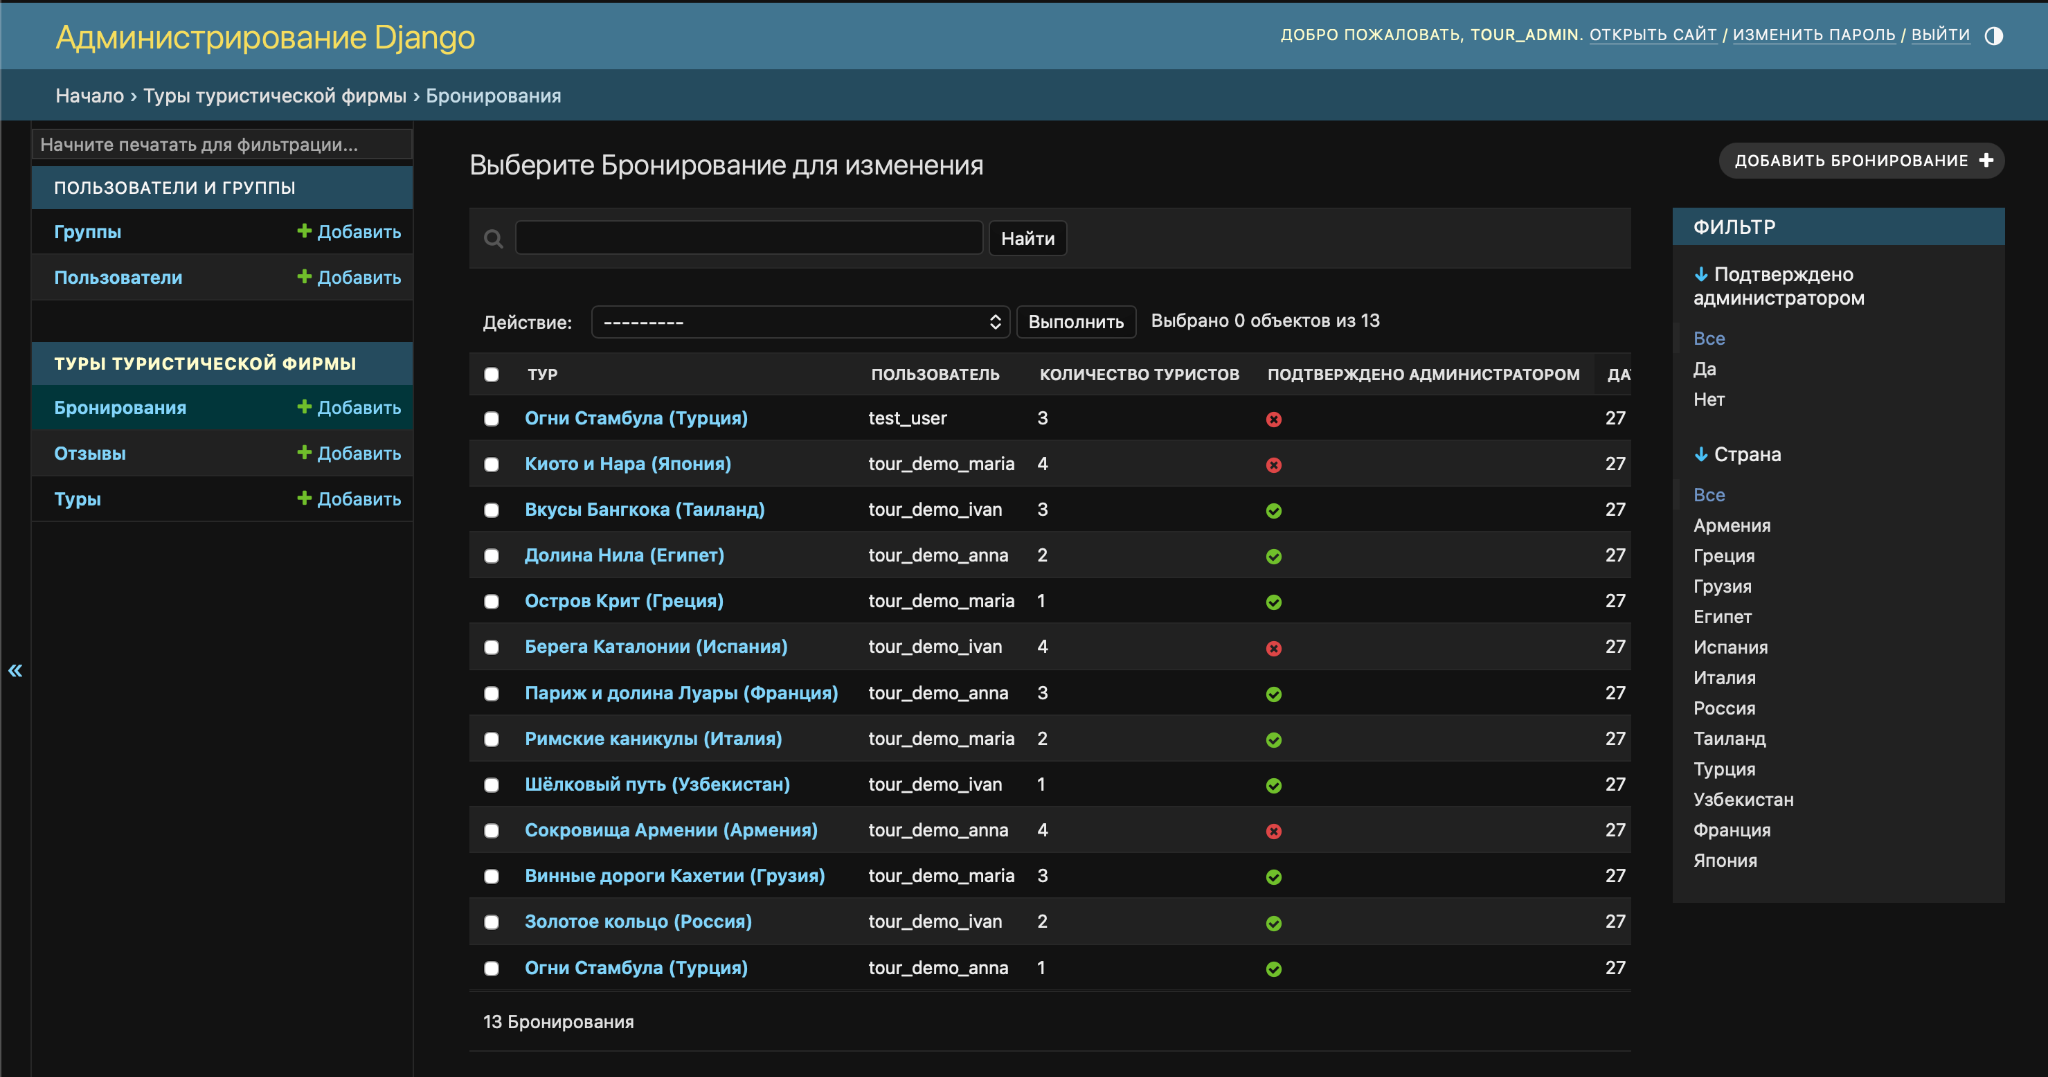 Администрирование Django
ДОБРО ПОЖАЛОВАТЬ, TOUR_ADMIN. ОТКРЫТЬ САЙТ / ИЗМЕНИТЬ ПАРОЛЬ / ВЫЙТИ
Начало › Туры туристической фирмы › Бронирования
Начните печатать для фильтрации...
ПОЛЬЗОВАТЕЛИ И ГРУППЫ
Группы + Добавить
Пользователи + Добавить
ТУРЫ ТУРИСТИЧЕСКОЙ ФИРМЫ
Бронирования + Добавить
Отзывы + Добавить
Туры + Добавить
«
Выберите Бронирование для изменения
ДОБАВИТЬ БРОНИРОВАНИЕ +
Найти
Действие: --------- Выполнить Выбрано 0 объектов из 13
ТУР ПОЛЬЗОВАТЕЛЬ КОЛИЧЕСТВО ТУРИСТОВ ПОДТВЕРЖДЕНО АДМИНИСТРАТОРОМ
Огни Стамбула (Турция) test_user 3 27
Киото и Нара (Япония) tour_demo_maria 4 27
Вкусы Бангкока (Таиланд) tour_demo_ivan 3 27
Долина Нила (Египет) tour_demo_anna 2 27
Остров Крит (Греция) tour_demo_maria 1 27
Берега Каталонии (Испания) tour_demo_ivan 4 27
Париж и долина Луары (Франция) tour_demo_anna 3 27
Римские каникулы (Италия) tour_demo_maria 2 27
Шёлковый путь (Узбекистан) tour_demo_ivan 1 27
Сокровища Армении (Армения) tour_demo_anna 4 27
Винные дороги Кахетии (Грузия) tour_demo_maria 3 27
Золотое кольцо (Россия) tour_demo_ivan 2 27
Огни Стамбула (Турция) tour_demo_anna 1 27
13 Бронирования
ФИЛЬТР
↓ Подтверждено
администратором
Все
Да
Нет
↓ Страна
Все
Армения
Греция
Грузия
Египет
Испания
Италия
Россия
Таиланд
Турция
Узбекистан
Франция
Япония